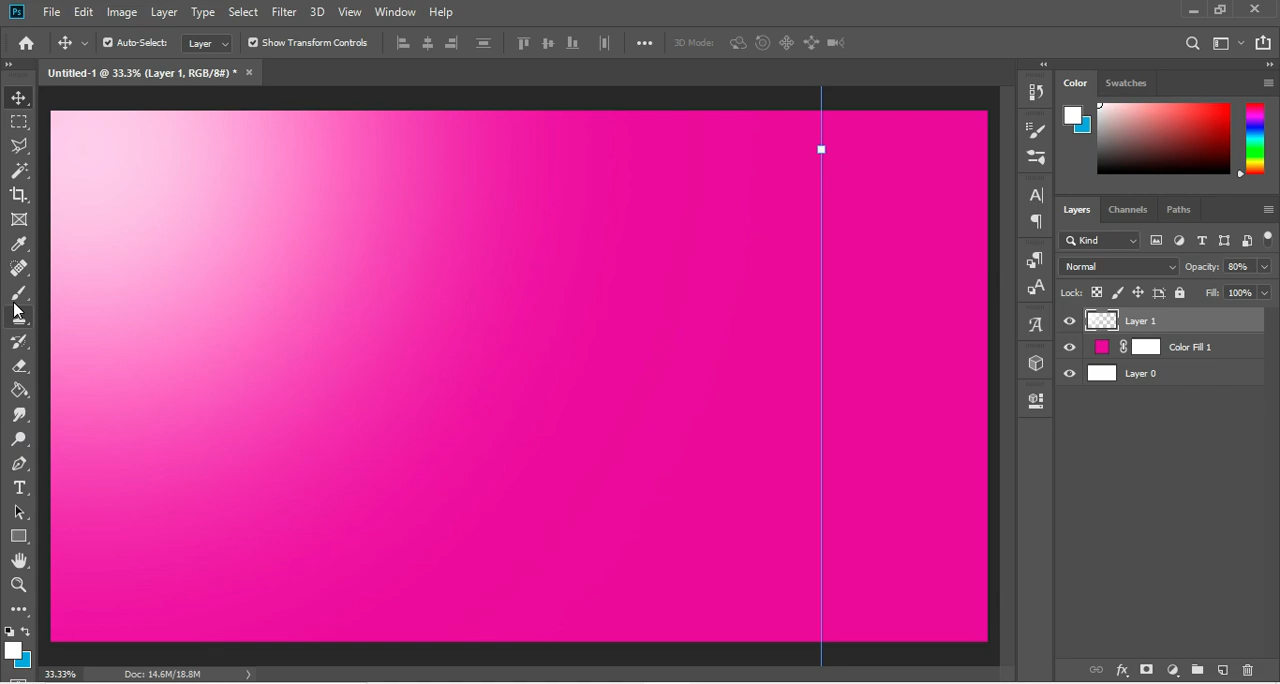 Ps File Edit Image Layer Type Select Filter 3D View Window Help
Auto-Select: Layer Show Transform Controls 3D Mode:
Untitled-1 @ 33.3% (Layer 1, RGB/8#) * ×
Color Swatches
Layers Channels Paths
Kind
Normal Opacity: 80%
Lock: Fill: 100%
Layer 1
Color Fill 1
Layer 0
33.33% Doc: 14.6M/18.8M